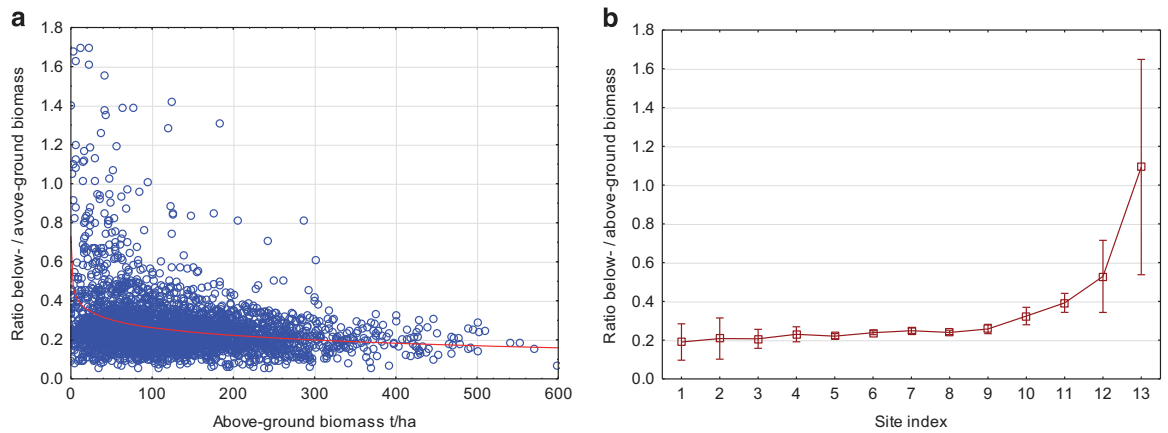 a
1.8
1.6
1.4
1.2
1.0
0.8
0.6
0.4
0.2
0.0
Ratio below- / avove-ground biomass
0 100 200 300 400 500 600
Above-ground biomass t/ha
b
1.8
1.6
1.4
1.2
1.0
0.8
0.6
0.4
0.2
0.0
Ratio below- / above-ground biomass
1 2 3 4 5 6 7 8 9 10 11 12 13
Site index